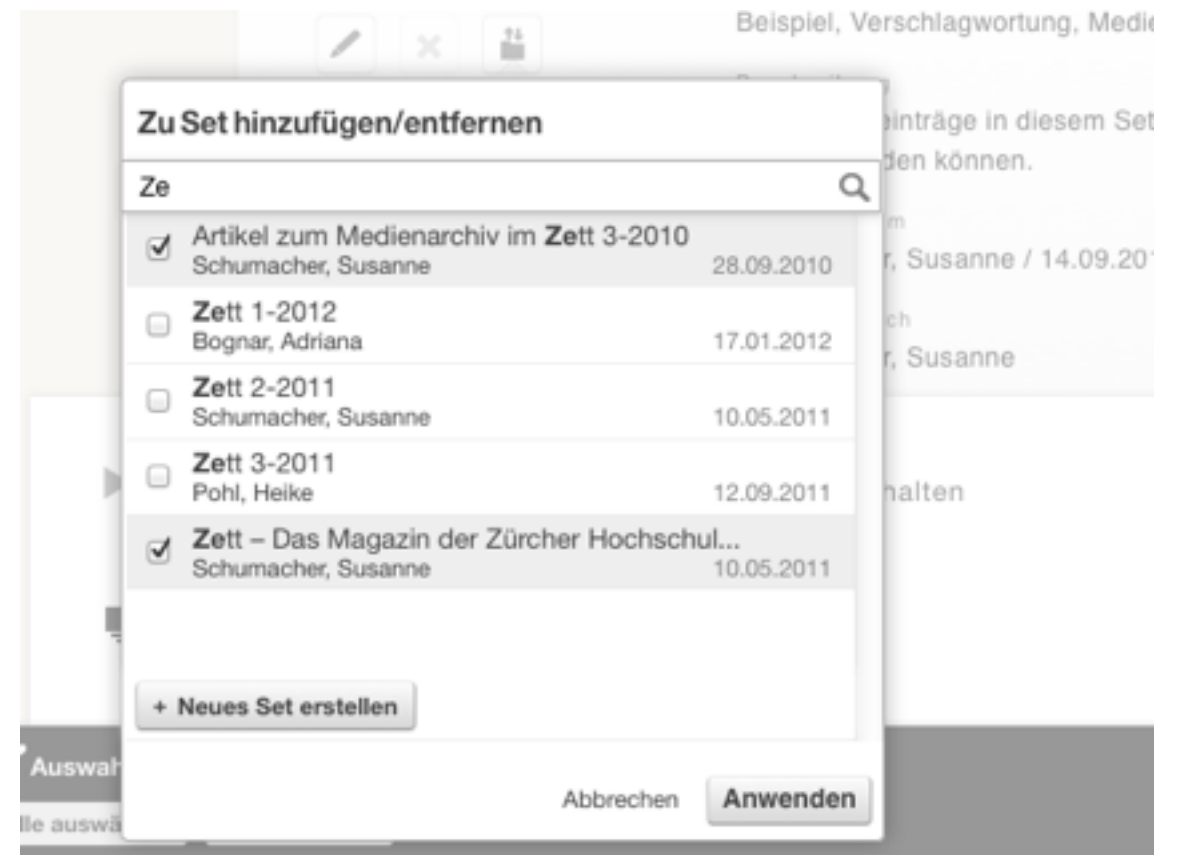 Beispiel, Verschlagwortung, Medie
Zu Set hinzufügen/entfernen
einträge in diesem Set
den können.
Ze
m
Artikel zum Medienarchiv im Zett 3-2010
Schumacher, Susanne 28.09.2010
r, Susanne / 14.09.20
Zett 1-2012
Bognar, Adriana 17.01.2012
ch
r, Susanne
Zett 2-2011
Schumacher, Susanne 10.05.2011
Zett 3-2011
Pohl, Heike 12.09.2011
halten
Zett – Das Magazin der Zürcher Hochschul...
Schumacher, Susanne 10.05.2011
+ Neues Set erstellen
Auswah
Abbrechen Anwenden
lle auswä